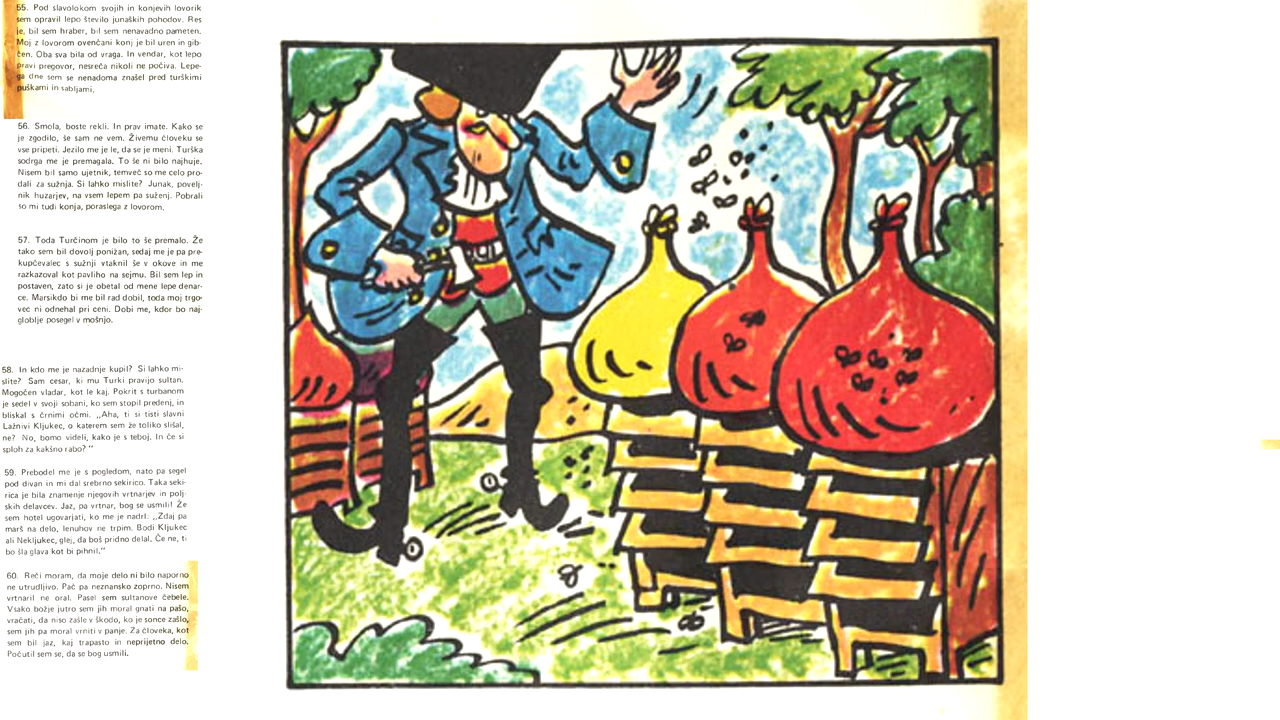 55. Pod slavolokom svojih in konjevih lovorik
sem opravil lepo število junaških pohodov. Res
je, bil sem hraber, bil sem nenavadno pameten.
Moj z lovorom ovenčani konj je bil uren in gib-
čen. Oba sva bila od vraga. In vendar, kot lepo
pravi pregovor, nesreča nikoli ne počiva. Lepe-
ga dne sem se nenadoma znašel pred turškimi
puškami in sabljami,
56. Smola, boste rekli. In prav imate. Kako se
je zgodilo, še sam ne vem. Živemu človeku se
vse pripeti. Jezilo me je le, da se je meni. Turška
sodrga me je premagala. To še ni bilo najhuje.
Nisem bil samo ujetnik, temveč so me celo pro-
dali za sužnja. Si lahko mislite? Junak, povelj-
nik huzarjev, na vsem lepem pa suženj. Pobrali
so mi tudi konja, poraslega z lovorom.
57. Toda Turčinom je bilo to še premalo. Že
tako sem bil dovolj ponižan, sedaj me je pa pre-
kupčevalec s sužnji vtaknil še v okove in me
razkazoval kot pavliho na sejmu. Bil sem lep in
postaven, zato si je obetal od mene lepe denar-
ce. Marsikdo bi me bil rad dobil, toda moj trgo-
vec ni odnehal pri ceni. Dobi me, kdor bo naj-
globlje posegel v mošnjo.
58. In kdo me je nazadnje kupil? Si lahko mi-
slite? Sam cesar, ki mu Turki pravijo sultan.
Mogočen vladar, kot le kaj. Pokrit s turbanom
je sedel v svoji sobani, ko sem stopil predenj, in
bliskal s črnimi očmi. „Aha, ti si tisti slavni
Lažnivi Kljukec, o katerem sem že toliko slišal,
ne? No, bomo videli, kako je s teboj. In če si
sploh za kakšno rabo?"
59. Prebodel me je s pogledom, nato pa segel
pod divan in mi dal srebrno sekirico. Taka seki-
rica je bila znamenje njegovih vrtnarjev in polj-
skih delavcev. Jaz, pa vrtnar, bog se usmili! Že
sem hotel ugovarjati, ko me je nadrl: „Zdaj pa
marš na delo, lenuhov ne trpim. Bodi Kljukec
ali Nekljukec, glej, da boš pridno delal. Če ne, ti
bo šla glava kot bi pihnil."
60. Reči moram, da moje delo ni bilo naporno
ne utrudljivo. Pač pa neznansko zoprno. Nisem
vrtnaril ne oral. Pasel sem sultanove čebele.
Vsako božje jutro sem jih moral gnati na pašo,
vračati, da niso zašle v škodo, ko je sonce zašlo,
sem jih pa moral vrniti v panje. Za človeka, kot
sem bil jaz, kaj trapasto in neprijetno delo.
Počutil sem se, da se bog usmili.